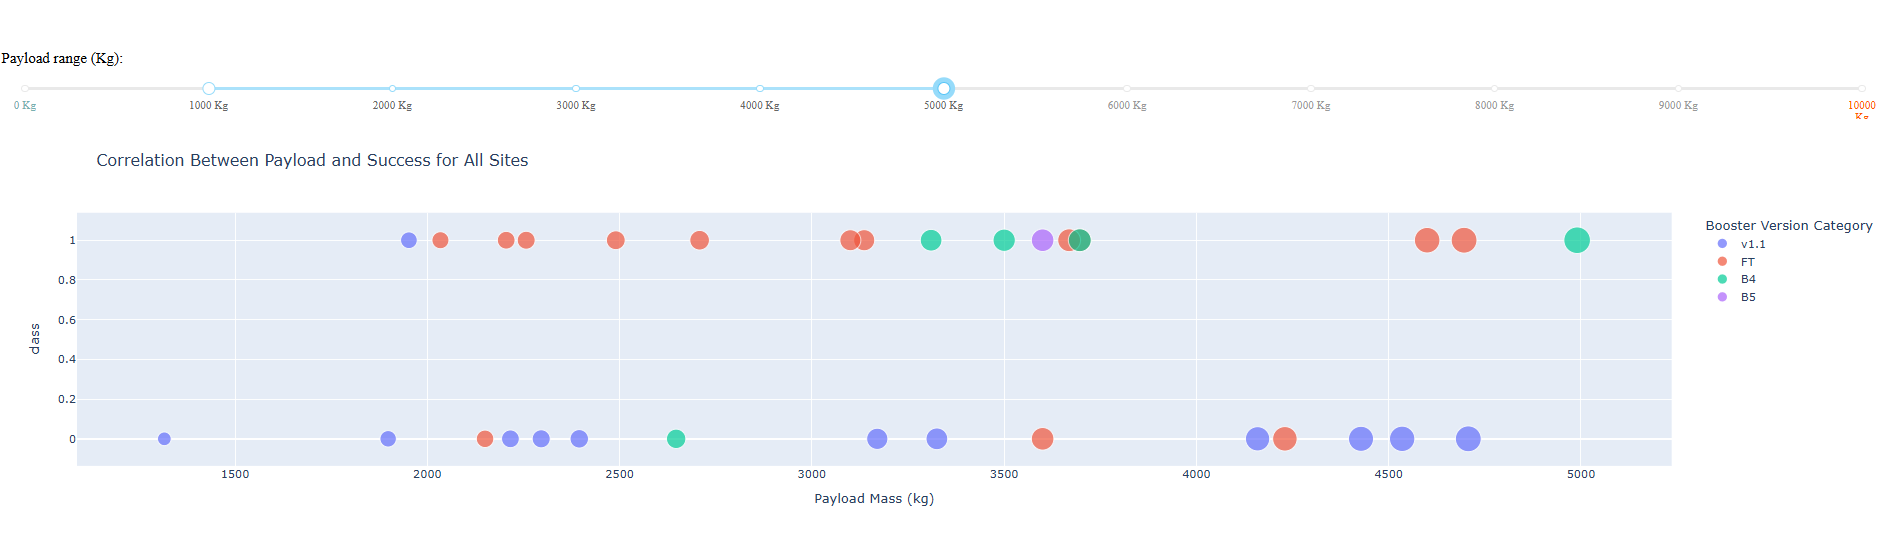 Payload range (Kg):
0 Kg 1000 Kg 2000 Kg 3000 Kg 4000 Kg 5000 Kg 6000 Kg 7000 Kg 8000 Kg 9000 Kg 10000 Kg
Correlation Between Payload and Success for All Sites
Booster Version Category
v1.1
FT
B4
B5
1
0.8
0.6
0.4
0.2
0
class
1500 2000 2500 3000 3500 4000 4500 5000
Payload Mass (kg)